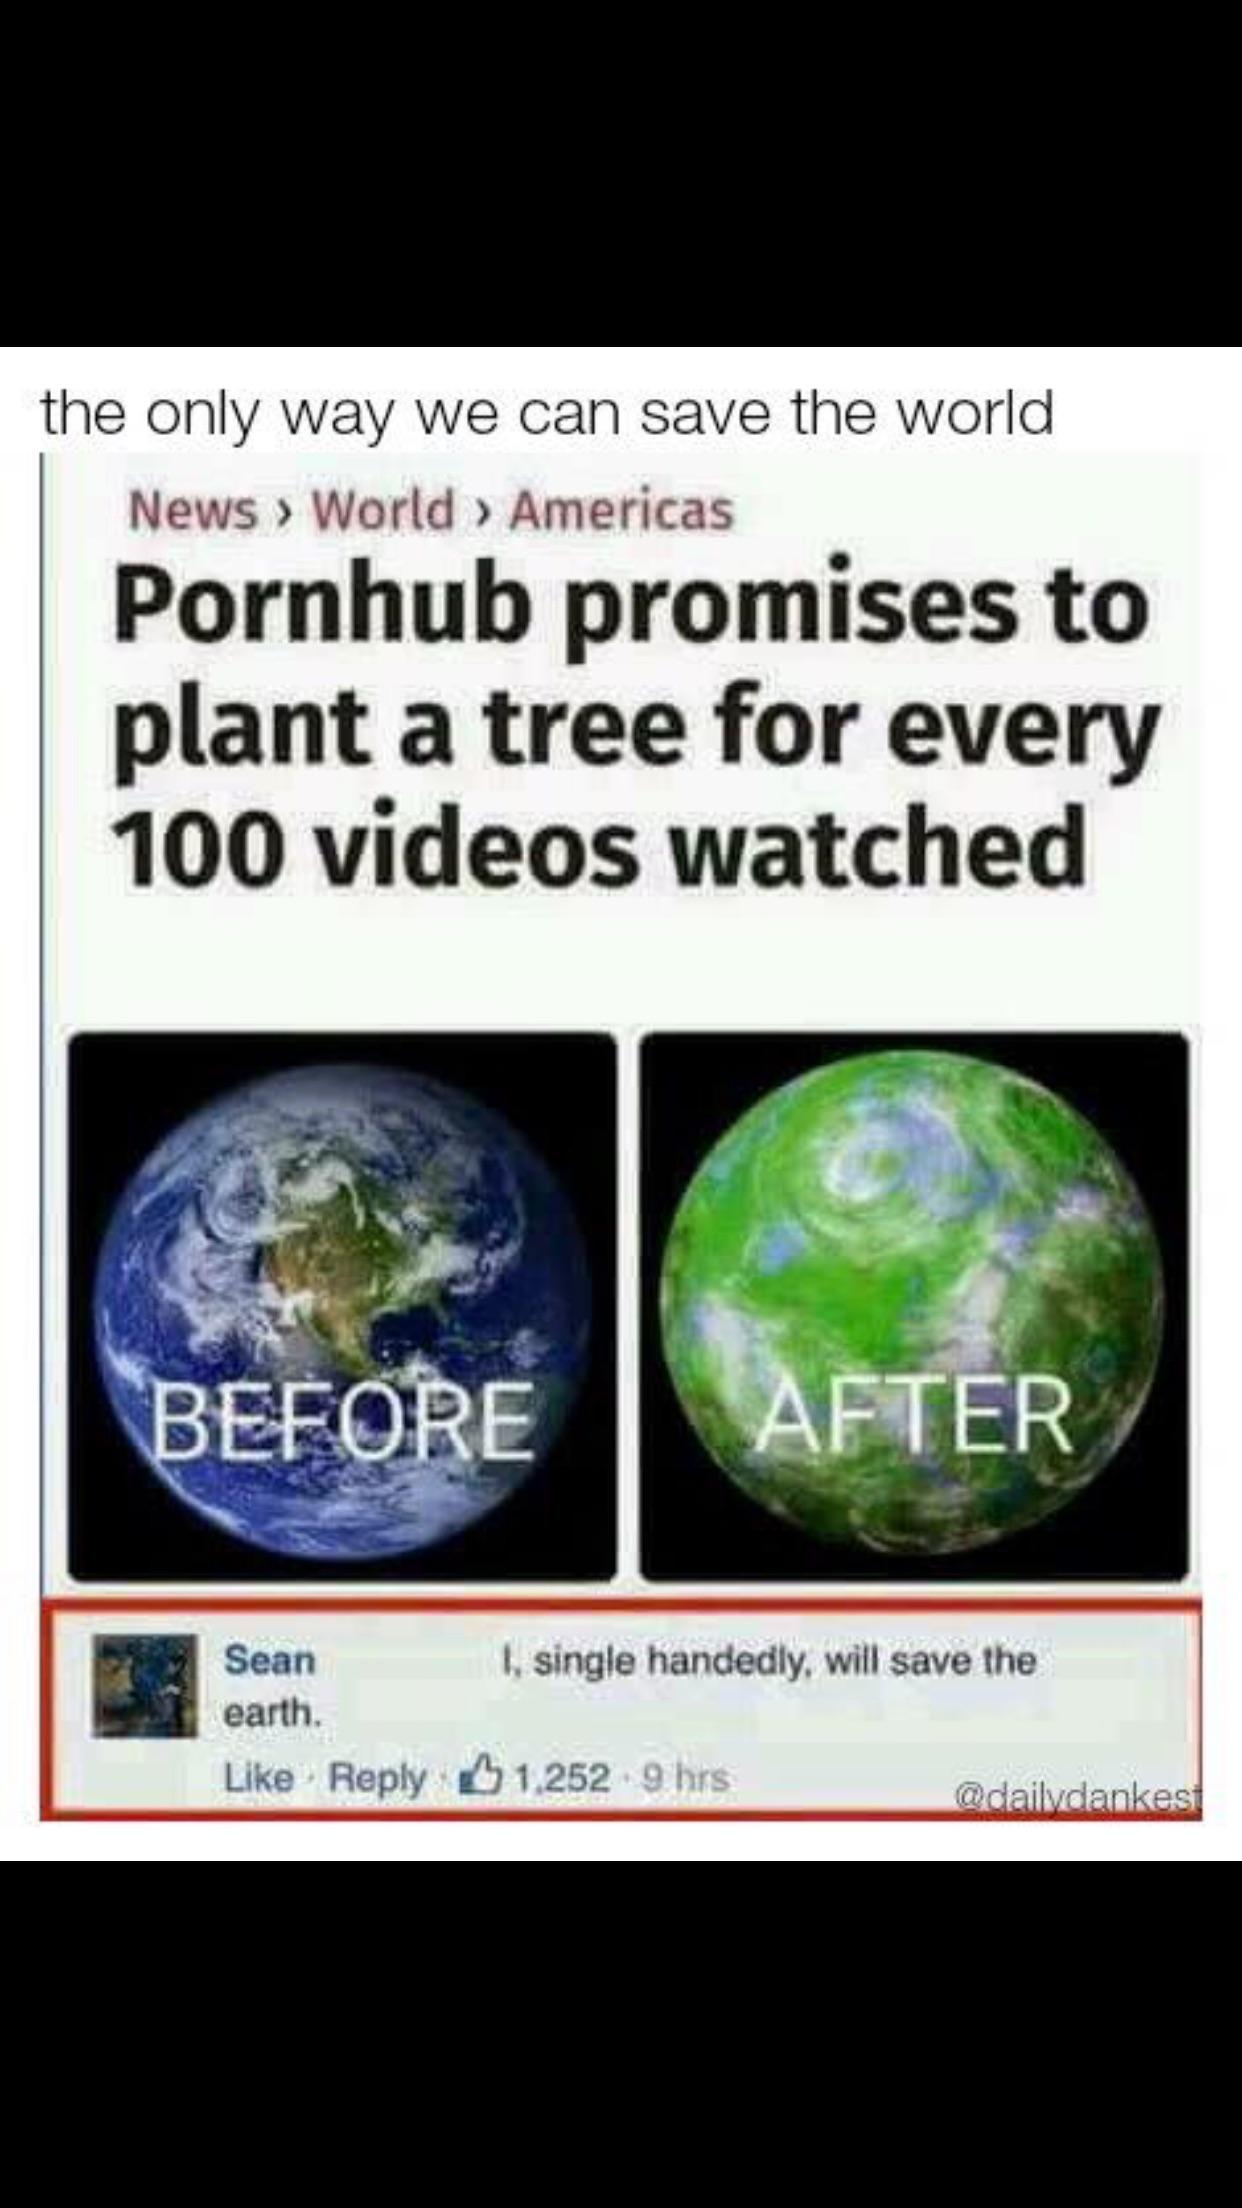 the only way we can save the world
News › World › Americas
Pornhub promises to
plant a tree for every
100 videos watched
BEFORE
AFTER
Sean I, single handedly, will save the
earth.
Like · Reply · 1,252 · 9 hrs
@dailydankest